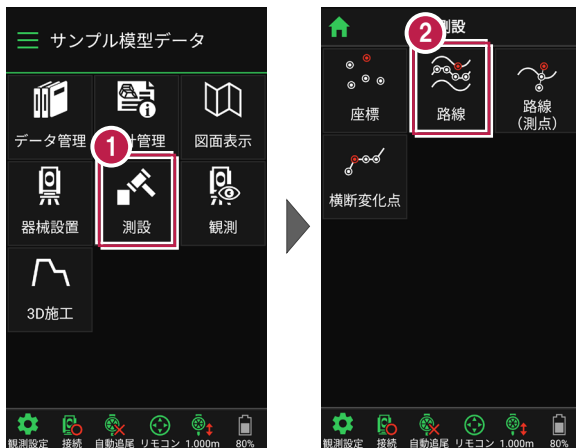 サンプル模型データ
データ管理
計管理
図面表示
1
器械設置
測設
観測
3D施工
観測設定
接続
自動追尾
リモコン
1.000m
80%
2
測設
座標
路線
路線
(測点)
横断変化点
観測設定
接続
自動追尾
リモコン
1.000m
80%